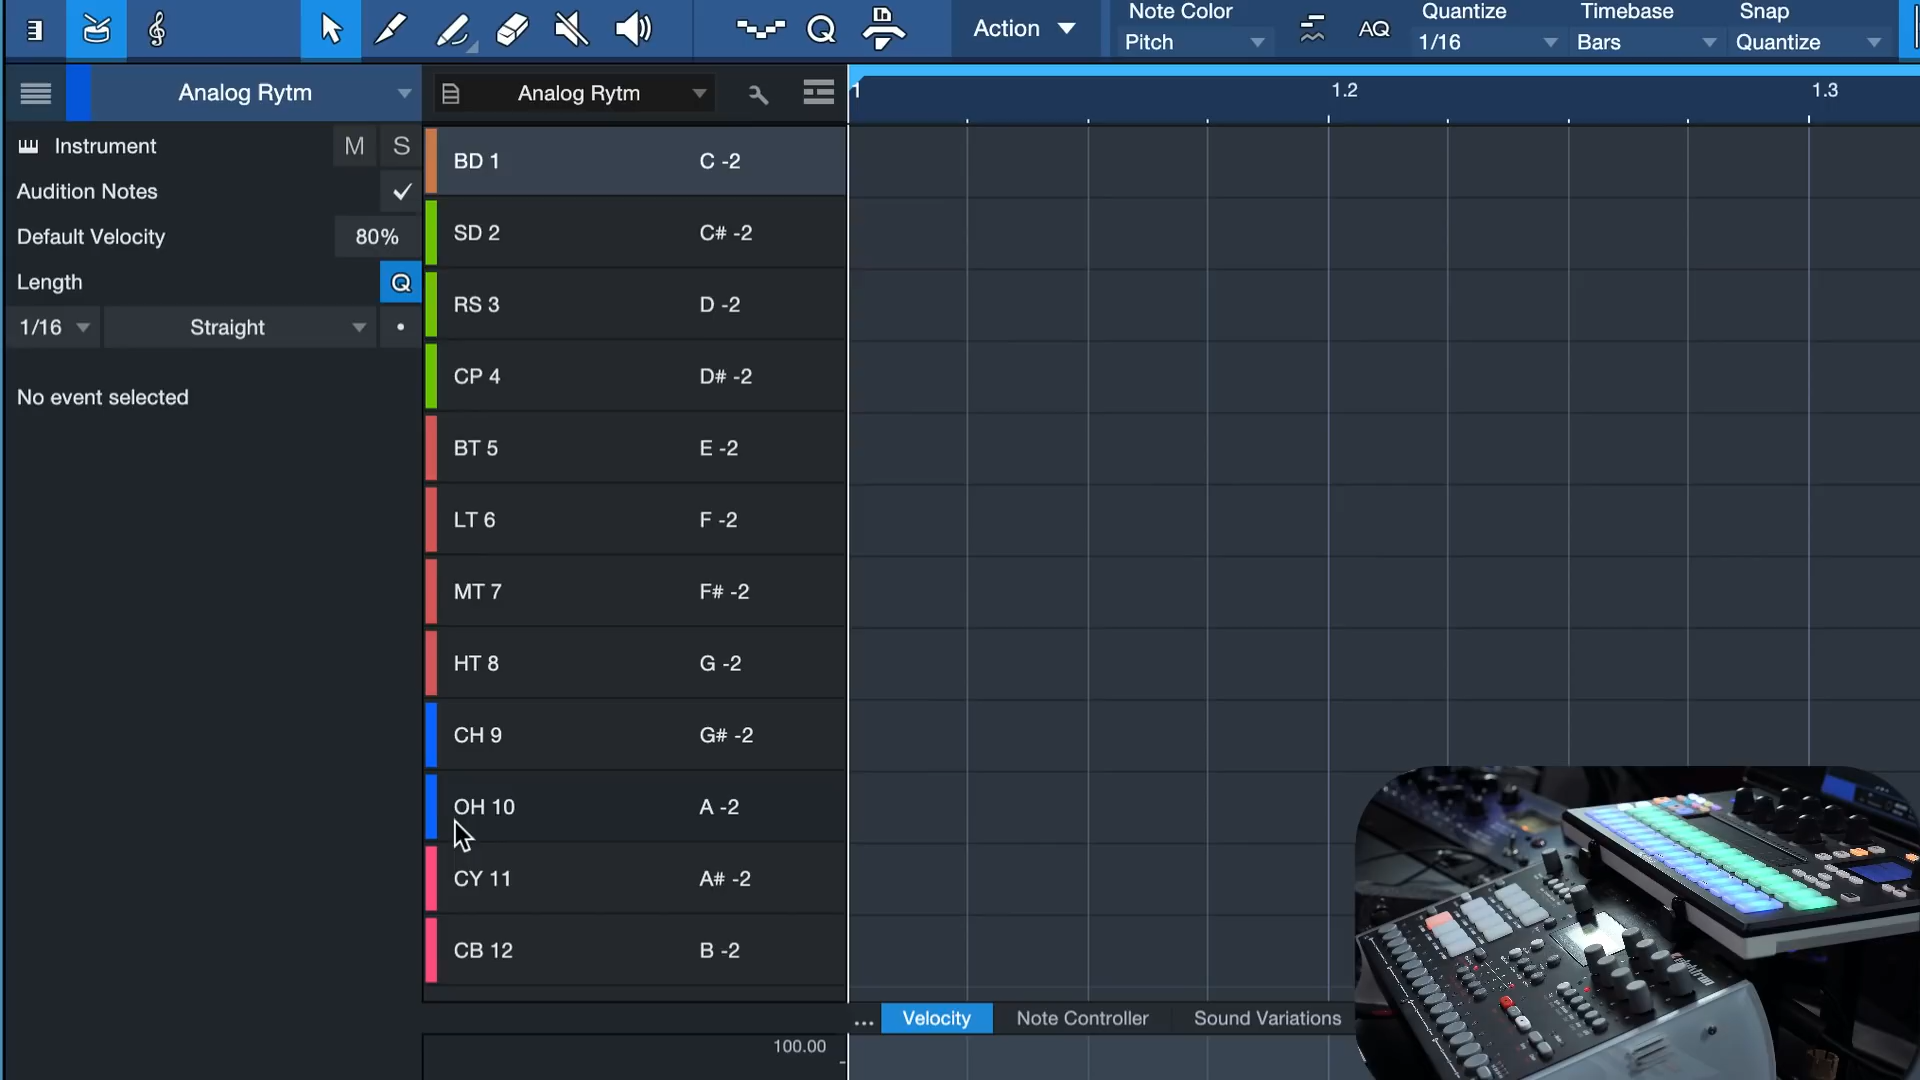 Action
Note Color
Pitch
AQ
Quantize
1/16
Timebase
Bars
Snap
Quantize
Analog Rytm
Analog Rytm
1
1.2
1.3
Instrument
M
S
Audition Notes
Default Velocity
80%
Length
Q
1/16
Straight
No event selected
BD 1 C -2
SD 2 C# -2
RS 3 D -2
CP 4 D# -2
BT 5 E -2
LT 6 F -2
MT 7 F# -2
HT 8 G -2
CH 9 G# -2
OH 10 A -2
CY 11 A# -2
CB 12 B -2
... Velocity Note Controller Sound Variations
100.00
elektron